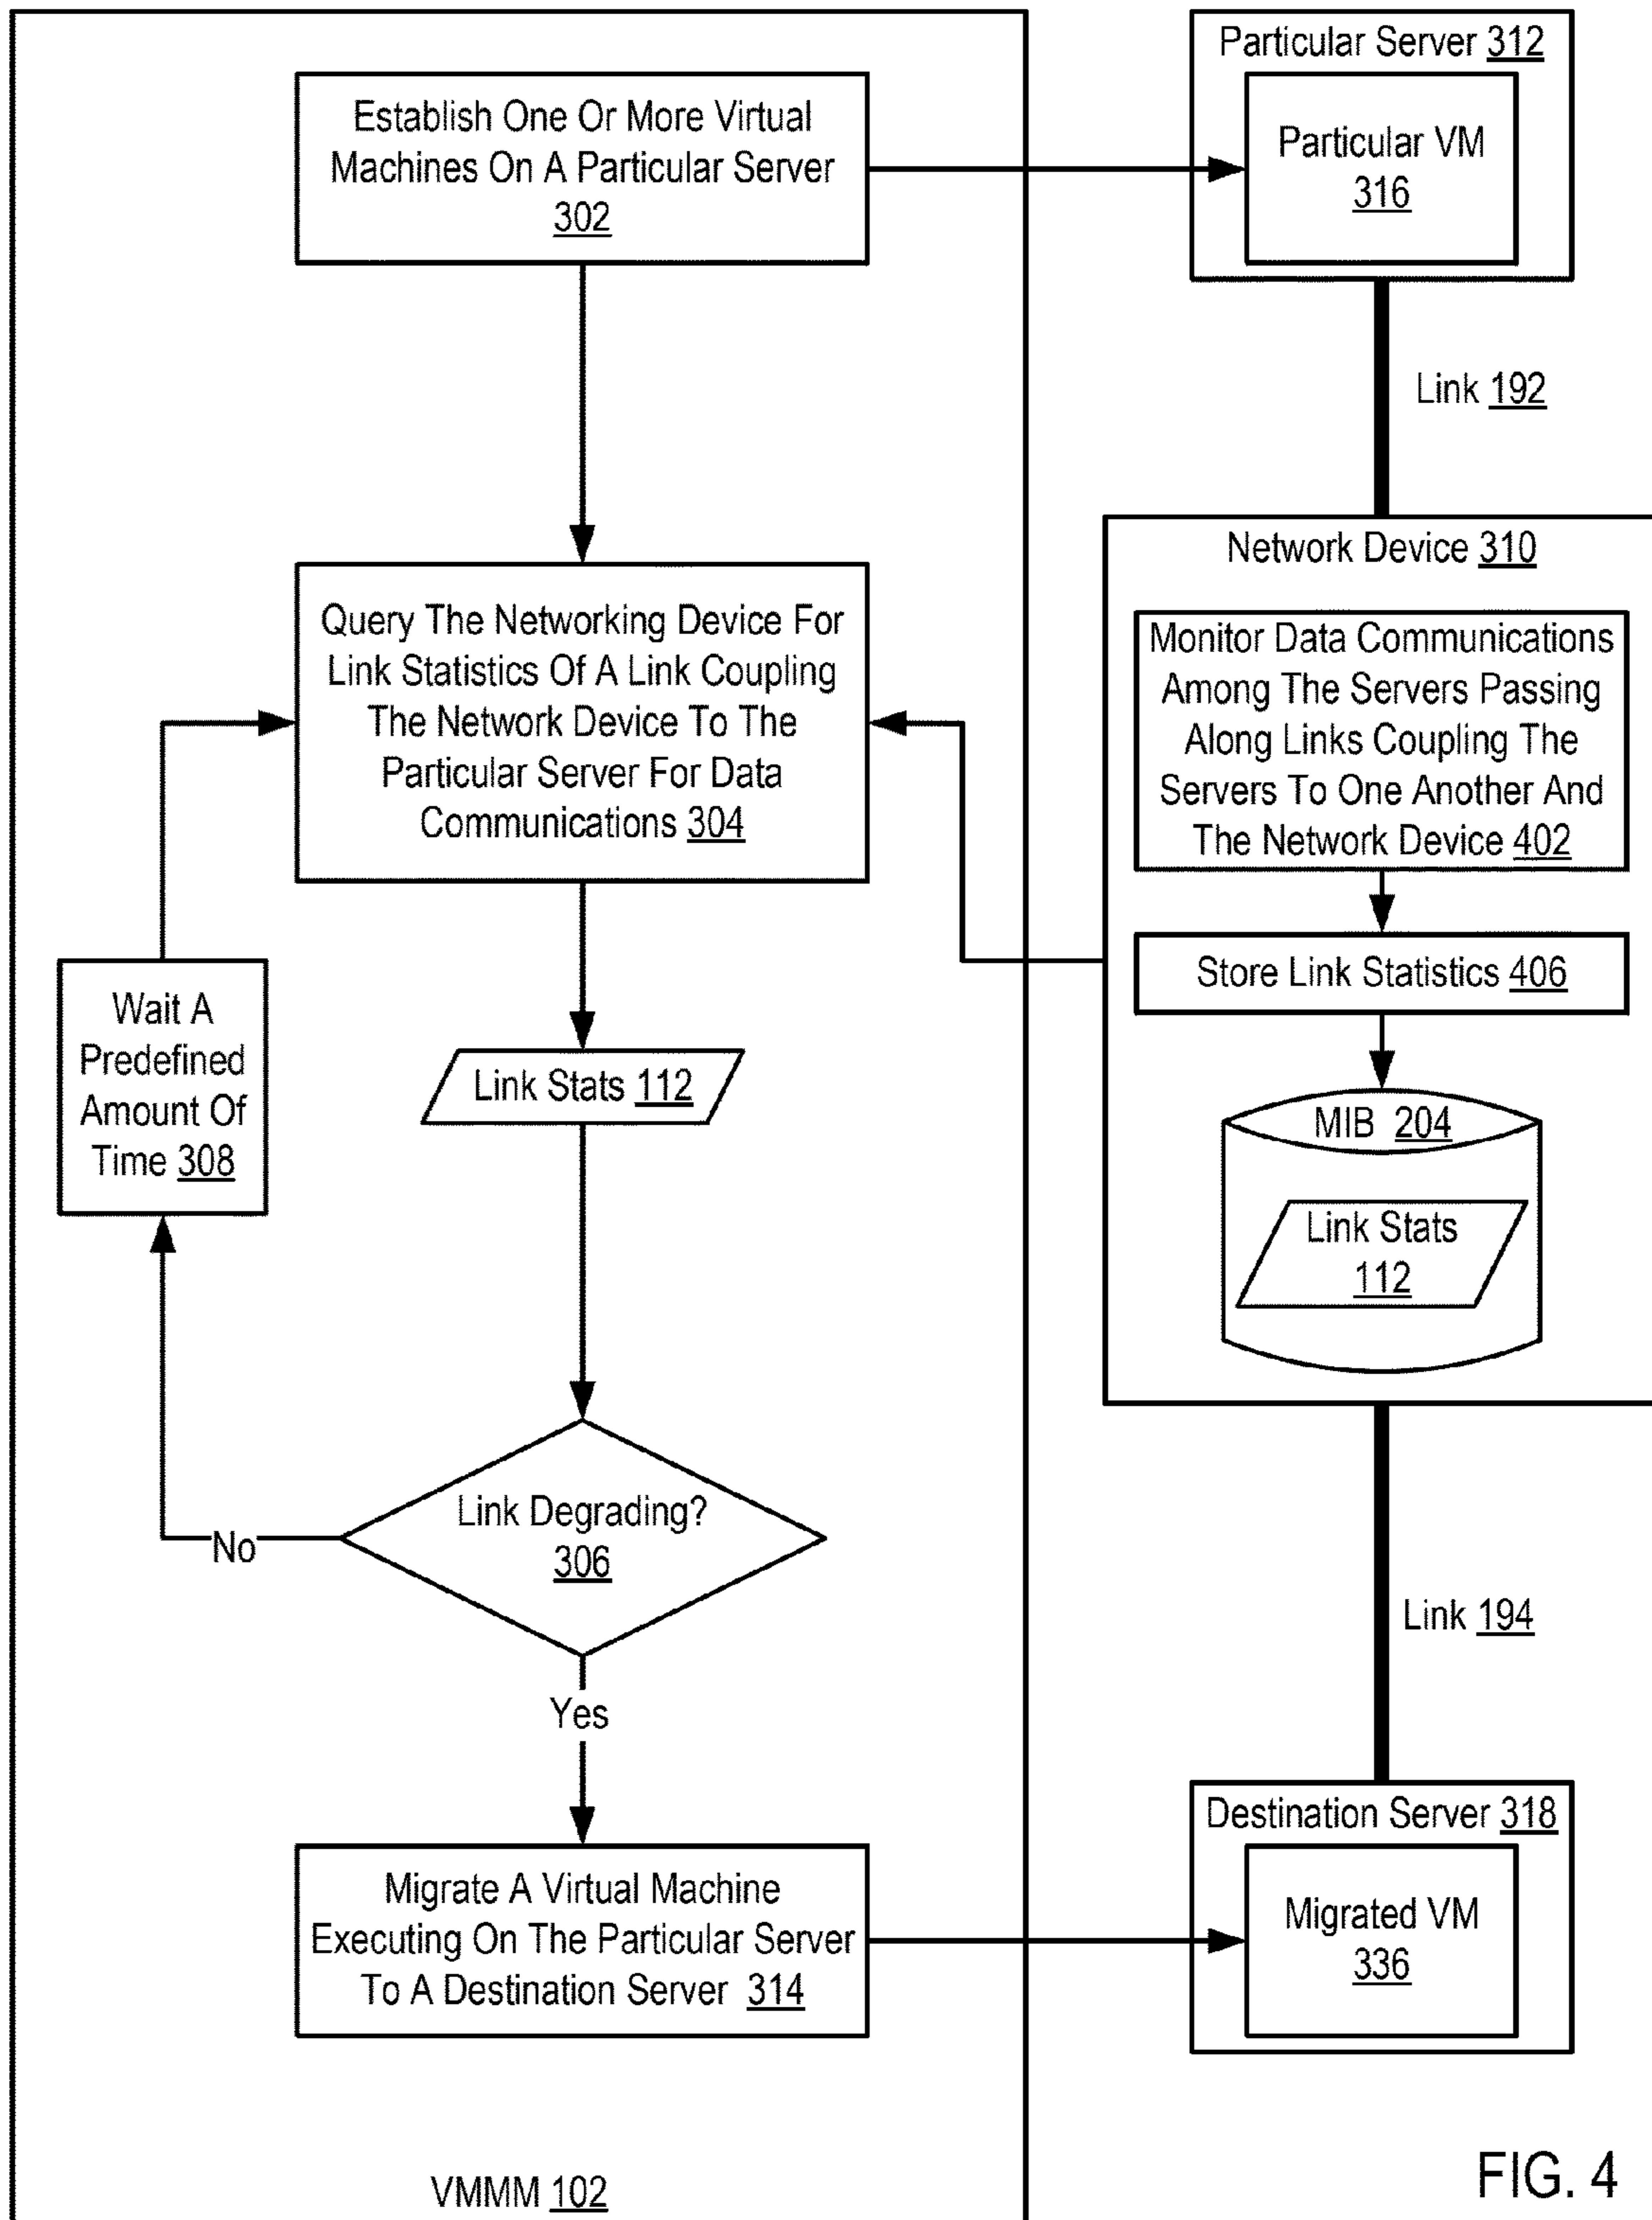 Establish One Or More Virtual
Machines On A Particular Server
302
Particular Server 312
Particular VM
316
Link 192
Query The Networking Device For
Link Statistics Of A Link Coupling
The Network Device To The
Particular Server For Data
Communications 304
Network Device 310
Monitor Data Communications
Among The Servers Passing
Along Links Coupling The
Servers To One Another And
The Network Device 402
Store Link Statistics 406
MIB 204
Link Stats
112
Wait A
Predefined
Amount Of
Time 308
Link Stats 112
Link Degrading?
306
No
Yes
Link 194
Migrate A Virtual Machine
Executing On The Particular Server
To A Destination Server 314
Destination Server 318
Migrated VM
336
VMMM 102
FIG. 4